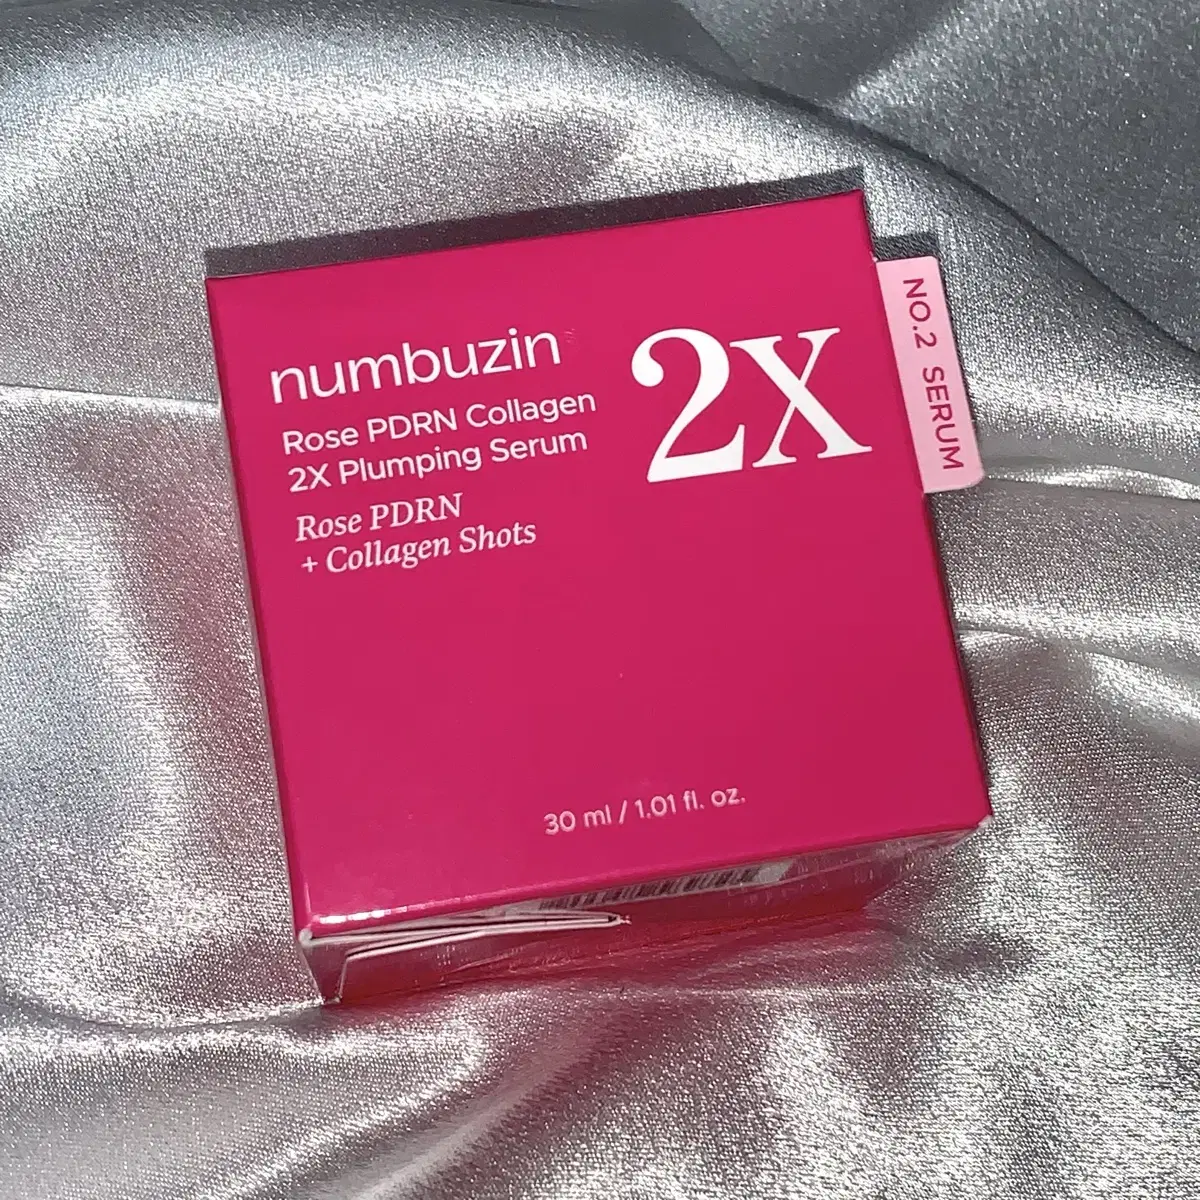 numbuzin
Rose PDRN Collagen
2X Plumping Serum
Rose PDRN
+ Collagen Shots
2X
NO.2 SERUM
30 ml / 1.01 fl. oz.